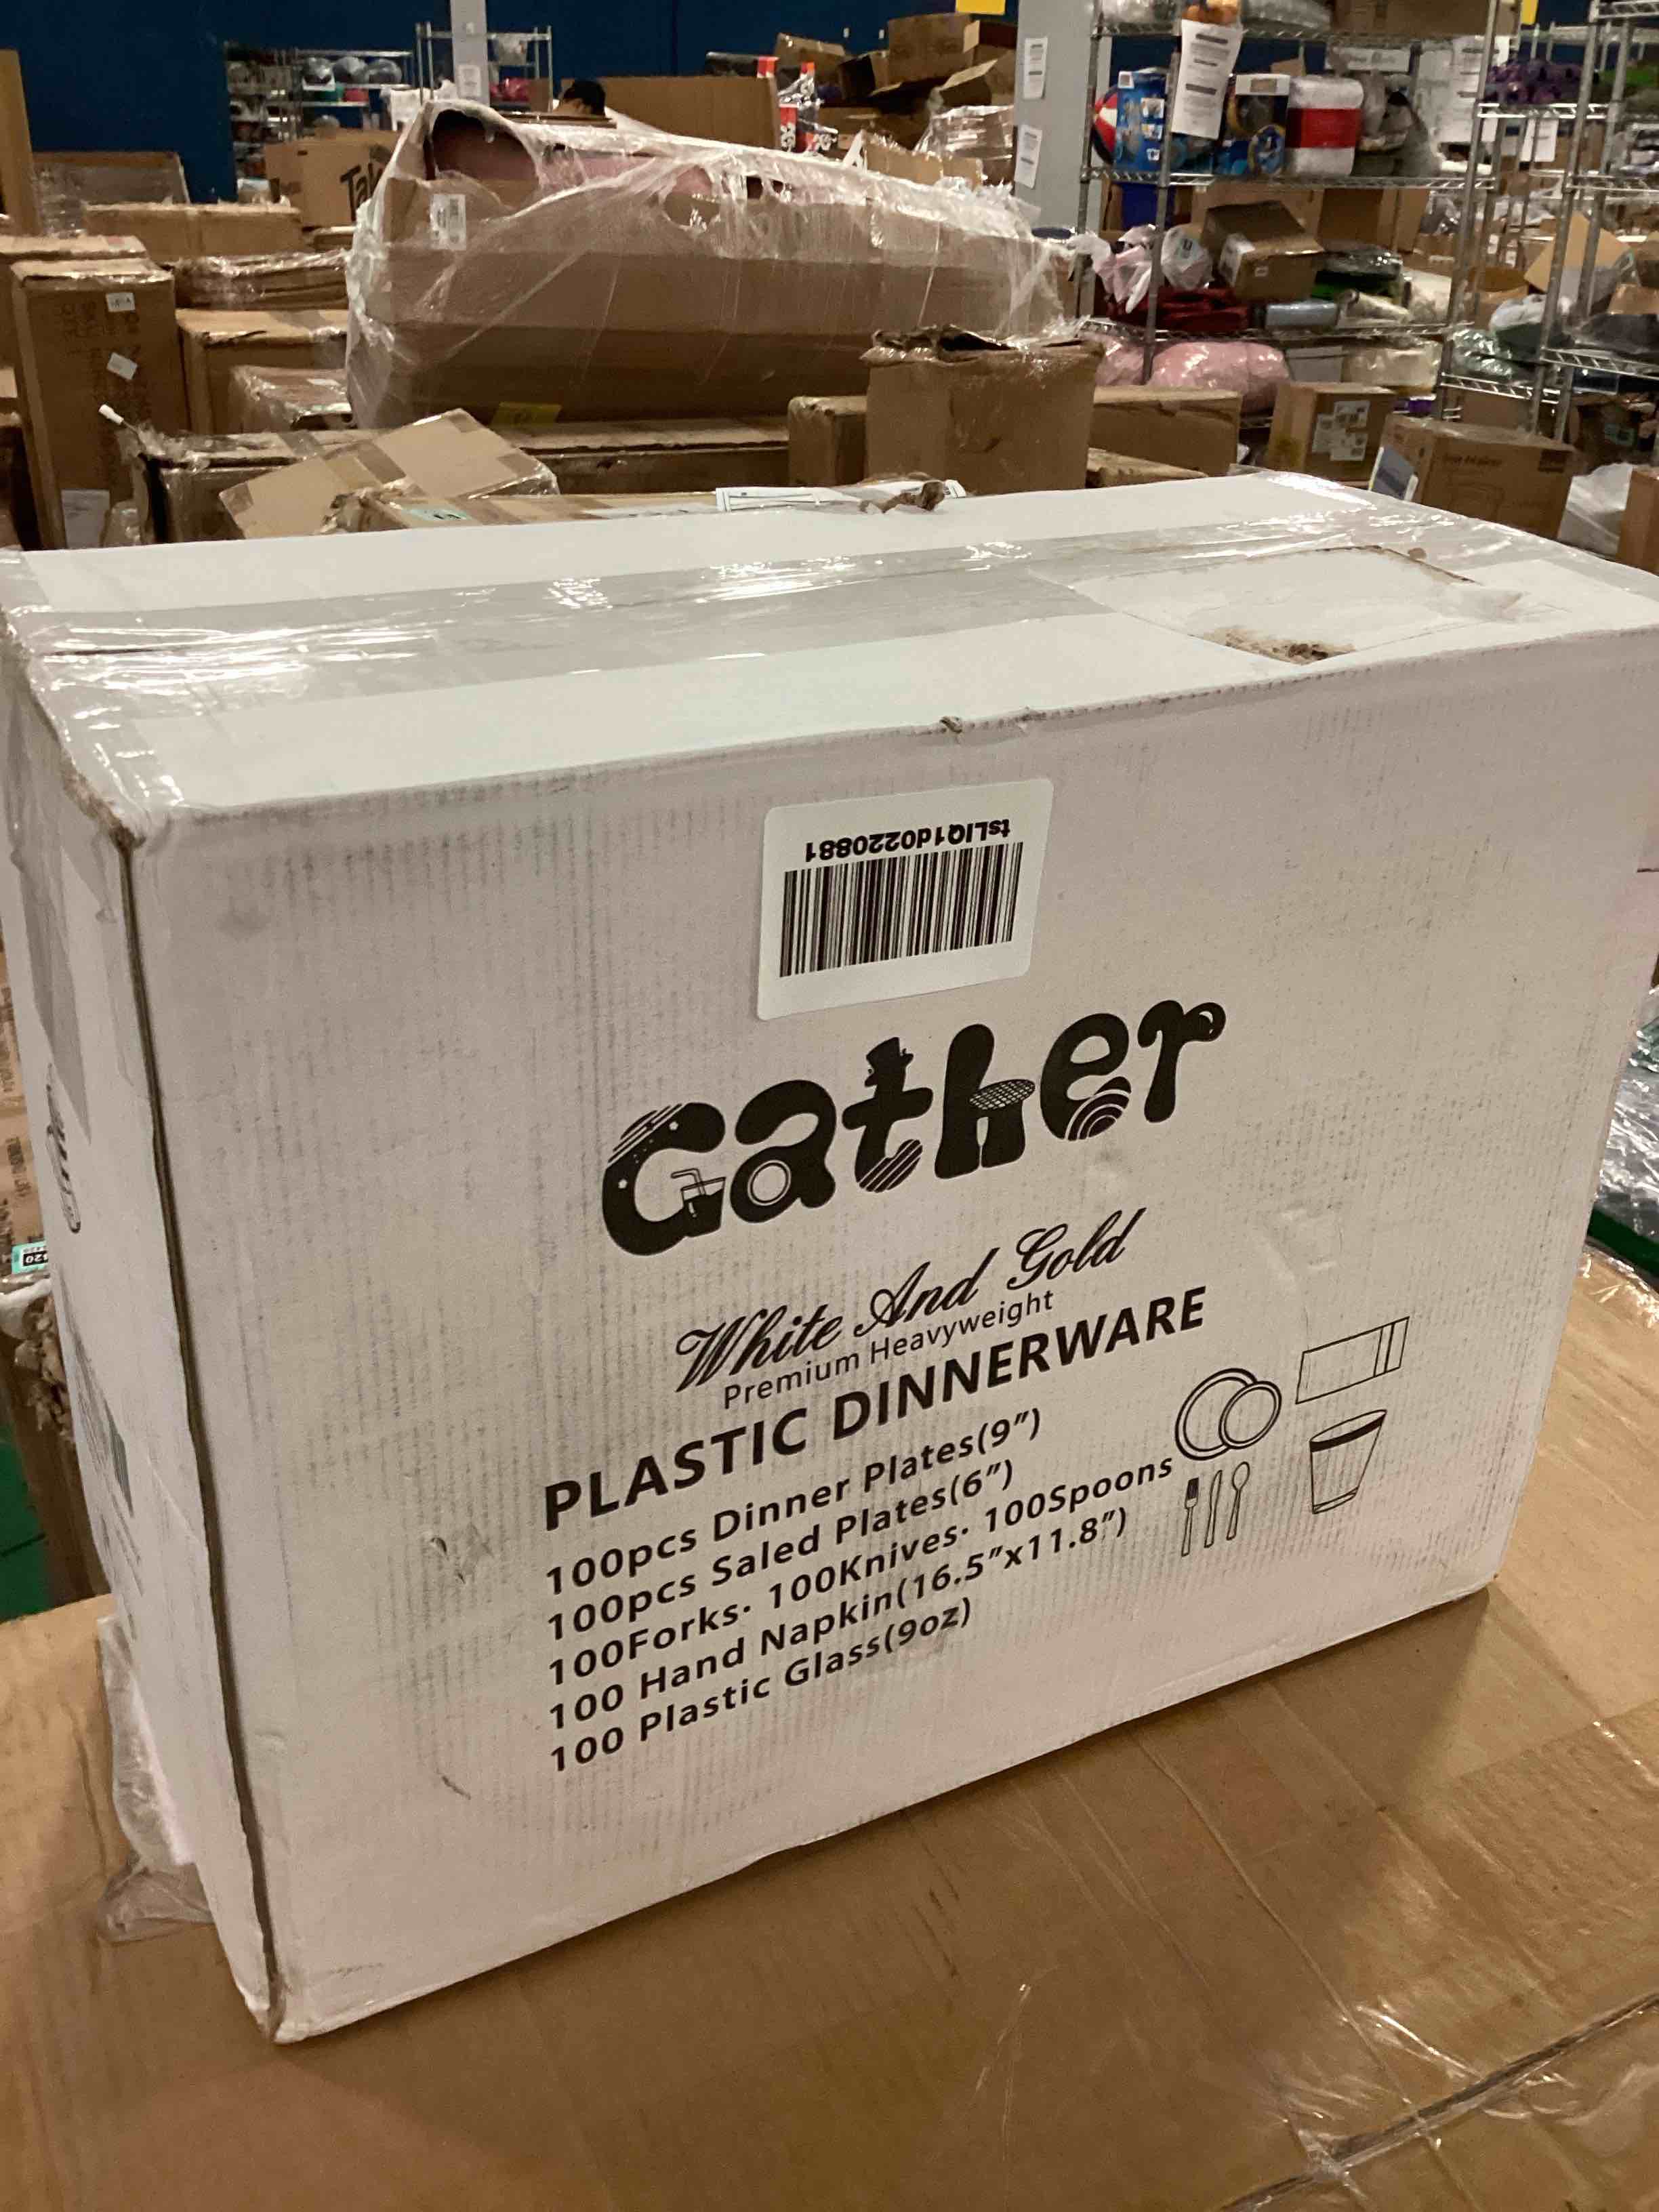 tsLIQ1d0220881
Gather
White And Gold
Premium Heavyweight
PLASTIC DINNERWARE
100pcs Dinner Plates(9")
100pcs Saled Plates(6")
100Forks· 100Knives· 100Spoons
100 Hand Napkin(16.5"x11.8")
100 Plastic Glass(9oz)